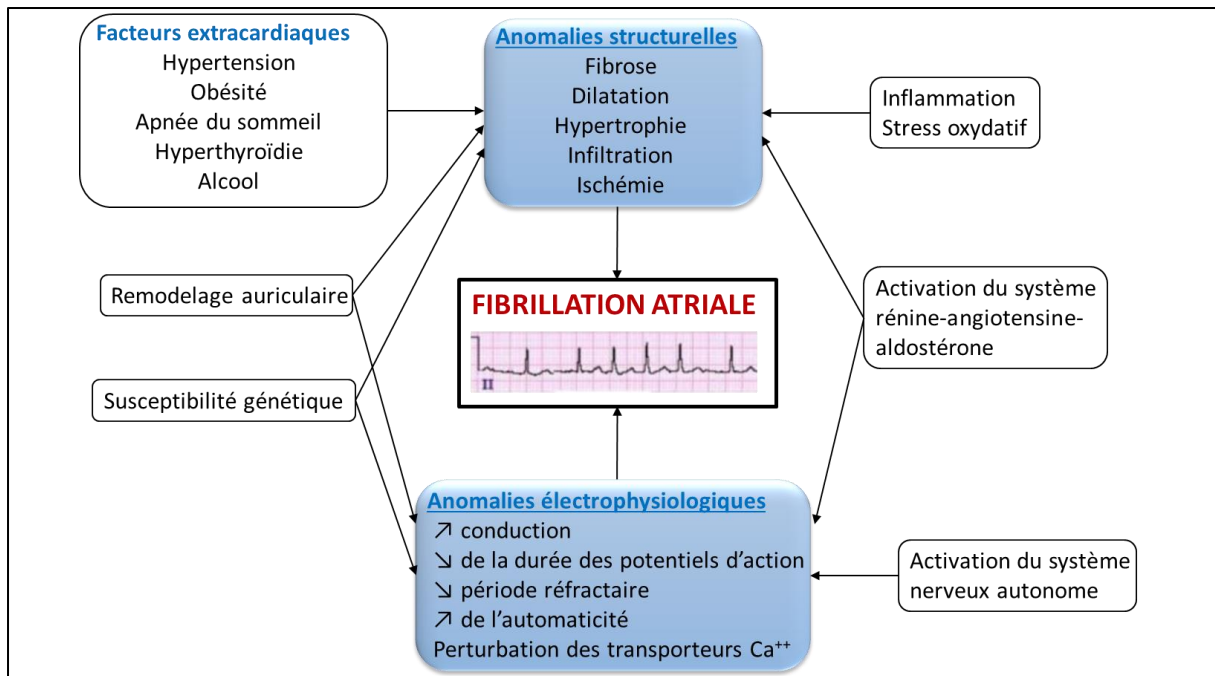 Facteurs extracardiaques
Hypertension
Obésité
Apnée du sommeil
Hyperthyroïdie
Alcool
Anomalies structurelles
Fibrose
Dilatation
Hypertrophie
Infiltration
Ischémie
Inflammation
Stress oxydatif
Remodelage auriculaire
Susceptibilité génétique
FIBRILLATION ATRIALE
II
Activation du système
rénine-angiotensine-
aldostérone
Anomalies électrophysiologiques
↗ conduction
↘ de la durée des potentiels d’action
↘ période réfractaire
↗ de l’automaticité
Perturbation des transporteurs Ca⁺⁺
Activation du système
nerveux autonome